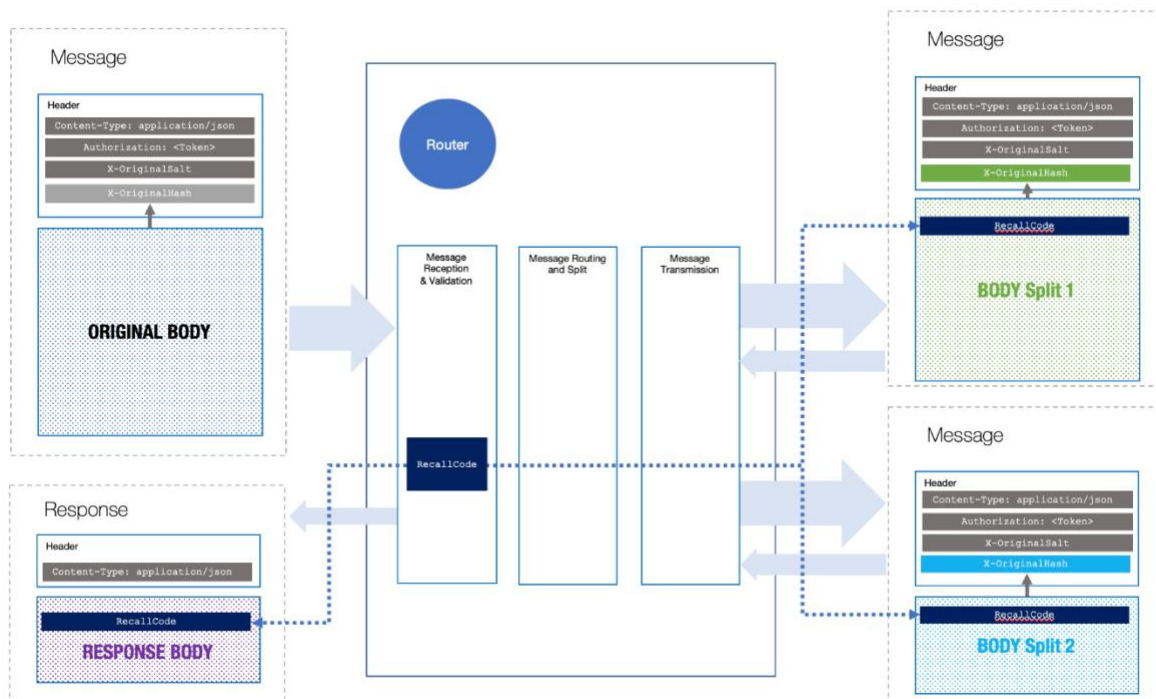 Message
Header
Content-Type: application/json
Authorization: <Token>
X-OriginalSalt
X-OriginalHash
ORIGINAL BODY
Response
Header
Content-Type: application/json
RecallCode
RESPONSE BODY
Router
Message
Reception
& Validation
RecallCode
Message Routing
and Split
Message
Transmission
Message
Header
Content-Type: application/json
Authorization: <Token>
X-OriginalSalt
X-OriginalHash
RecallCode
BODY Split 1
Message
Header
Content-Type: application/json
Authorization: <Token>
X-OriginalSalt
X-OriginalHash
RecallCode
BODY Split 2